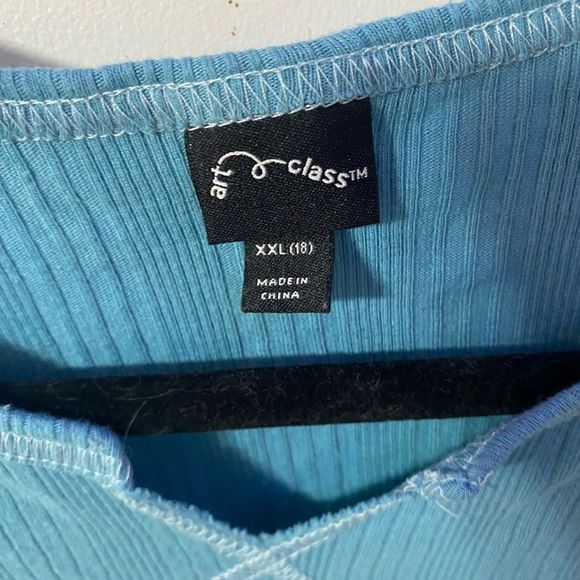 art class™
XXL (18)
MADE IN
CHINA